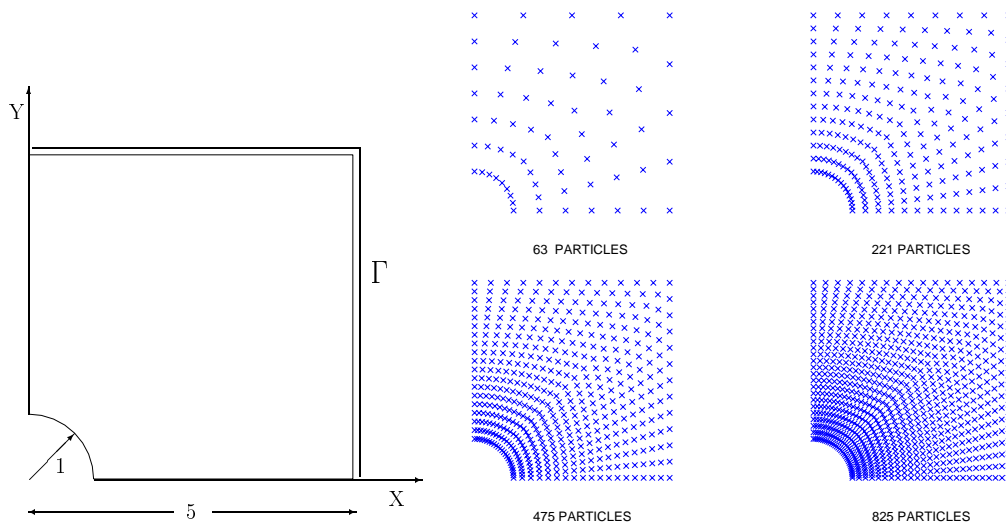 Y
Γ
1
X
5
63 PARTICLES
221 PARTICLES
475 PARTICLES
825 PARTICLES